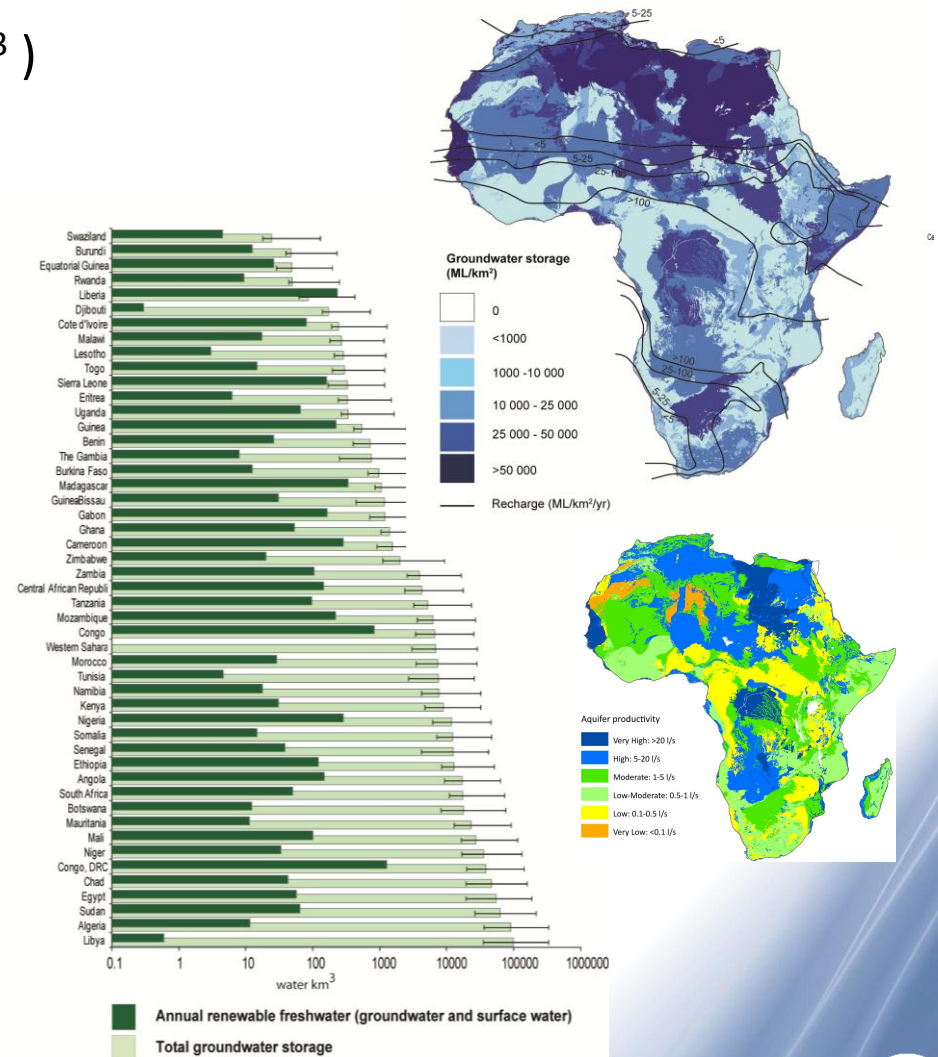 3 )
5-25
<5
<5
5-25
25-100
>100
>100
25-100
5-25
Ce
Groundwater storage
(ML/km²)
0
<1000
1000 -10 000
10 000 - 25 000
25 000 - 50 000
>50 000
Recharge (ML/km²/yr)
Swaziland
Burundi
Equatorial Guinea
Rwanda
Liberia
Djibouti
Cote d'Ivoire
Malawi
Lesotho
Togo
Sierra Leone
Eritrea
Uganda
Guinea
Benin
The Gambia
Burkina Faso
Madagascar
GuineaBissau
Gabon
Ghana
Cameroon
Zimbabwe
Zambia
Central African Republi
Tanzania
Mozambique
Congo
Western Sahara
Morocco
Tunisia
Namibia
Kenya
Nigeria
Somalia
Senegal
Ethiopia
Angola
South Africa
Botswana
Mauritania
Mali
Niger
Congo, DRC
Chad
Egypt
Sudan
Algeria
Libya
0.1 1 10 100 1000 10000 100000 1000000
water km³
Annual renewable freshwater (groundwater and surface water)
Total groundwater storage
Aquifer productivity
Very High: >20 l/s
High: 5-20 l/s
Moderate: 1-5 l/s
Low-Moderate: 0.5-1 l/s
Low: 0.1-0.5 l/s
Very Low: <0.1 l/s